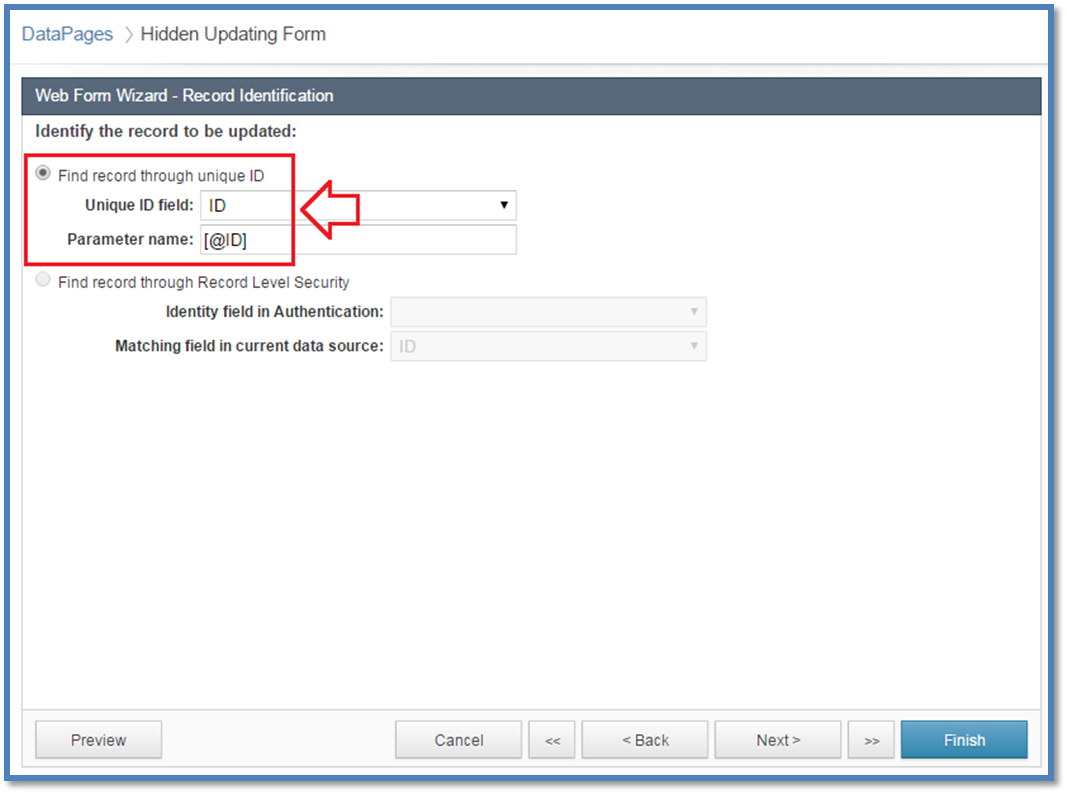 DataPages > Hidden Updating Form
Web Form Wizard - Record Identification
Identify the record to be updated:
Find record through unique ID
Unique ID field: ID
Parameter name: [@ID]
Find record through Record Level Security
Identity field in Authentication:
Matching field in current data source: ID
Preview Cancel << < Back Next > >> Finish